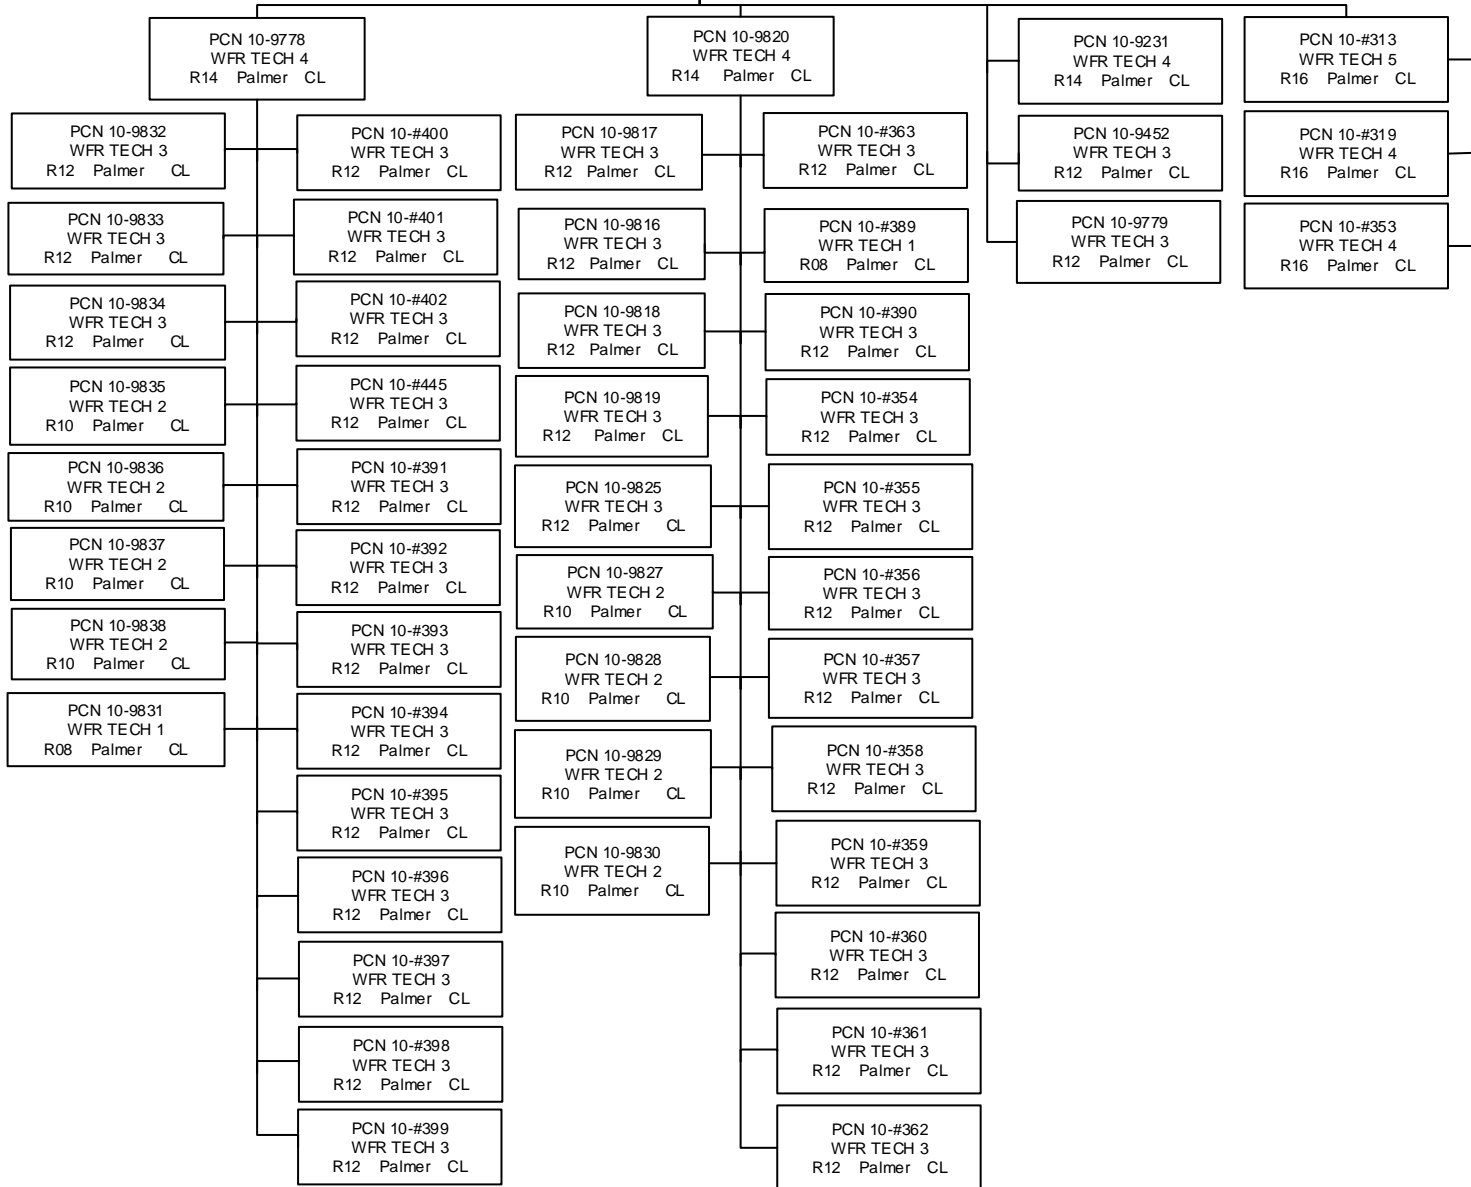 PCN 10-9778
WFR TECH 4
R14 Palmer CL
PCN 10-9832
WFR TECH 3
R12 Palmer CL
PCN 10-9833
WFR TECH 3
R12 Palmer CL
PCN 10-9834
WFR TECH 3
R12 Palmer CL
PCN 10-9835
WFR TECH 2
R10 Palmer CL
PCN 10-9836
WFR TECH 2
R10 Palmer CL
PCN 10-9837
WFR TECH 2
R10 Palmer CL
PCN 10-9838
WFR TECH 2
R10 Palmer CL
PCN 10-9831
WFR TECH 1
R08 Palmer CL
PCN 10-#400
WFR TECH 3
R12 Palmer CL
PCN 10-#401
WFR TECH 3
R12 Palmer CL
PCN 10-#402
WFR TECH 3
R12 Palmer CL
PCN 10-#445
WFR TECH 3
R12 Palmer CL
PCN 10-#391
WFR TECH 3
R12 Palmer CL
PCN 10-#392
WFR TECH 3
R12 Palmer CL
PCN 10-#393
WFR TECH 3
R12 Palmer CL
PCN 10-#394
WFR TECH 3
R12 Palmer CL
PCN 10-#395
WFR TECH 3
R12 Palmer CL
PCN 10-#396
WFR TECH 3
R12 Palmer CL
PCN 10-#397
WFR TECH 3
R12 Palmer CL
PCN 10-#398
WFR TECH 3
R12 Palmer CL
PCN 10-#399
WFR TECH 3
R12 Palmer CL
PCN 10-9820
WFR TECH 4
R14 Palmer CL
PCN 10-9817
WFR TECH 3
R12 Palmer CL
PCN 10-9816
WFR TECH 3
R12 Palmer CL
PCN 10-9818
WFR TECH 3
R12 Palmer CL
PCN 10-9819
WFR TECH 3
R12 Palmer CL
PCN 10-9825
WFR TECH 3
R12 Palmer CL
PCN 10-9827
WFR TECH 2
R10 Palmer CL
PCN 10-9828
WFR TECH 2
R10 Palmer CL
PCN 10-9829
WFR TECH 2
R10 Palmer CL
PCN 10-9830
WFR TECH 2
R10 Palmer CL
PCN 10-#363
WFR TECH 3
R12 Palmer CL
PCN 10-#389
WFR TECH 1
R08 Palmer CL
PCN 10-#390
WFR TECH 3
R12 Palmer CL
PCN 10-#354
WFR TECH 3
R12 Palmer CL
PCN 10-#355
WFR TECH 3
R12 Palmer CL
PCN 10-#356
WFR TECH 3
R12 Palmer CL
PCN 10-#357
WFR TECH 3
R12 Palmer CL
PCN 10-#358
WFR TECH 3
R12 Palmer CL
PCN 10-#359
WFR TECH 3
R12 Palmer CL
PCN 10-#360
WFR TECH 3
R12 Palmer CL
PCN 10-#361
WFR TECH 3
R12 Palmer CL
PCN 10-#362
WFR TECH 3
R12 Palmer CL
PCN 10-9231
WFR TECH 4
R14 Palmer CL
PCN 10-9452
WFR TECH 3
R12 Palmer CL
PCN 10-9779
WFR TECH 3
R12 Palmer CL
PCN 10-#313
WFR TECH 5
R16 Palmer CL
PCN 10-#319
WFR TECH 4
R16 Palmer CL
PCN 10-#353
WFR TECH 4
R16 Palmer CL